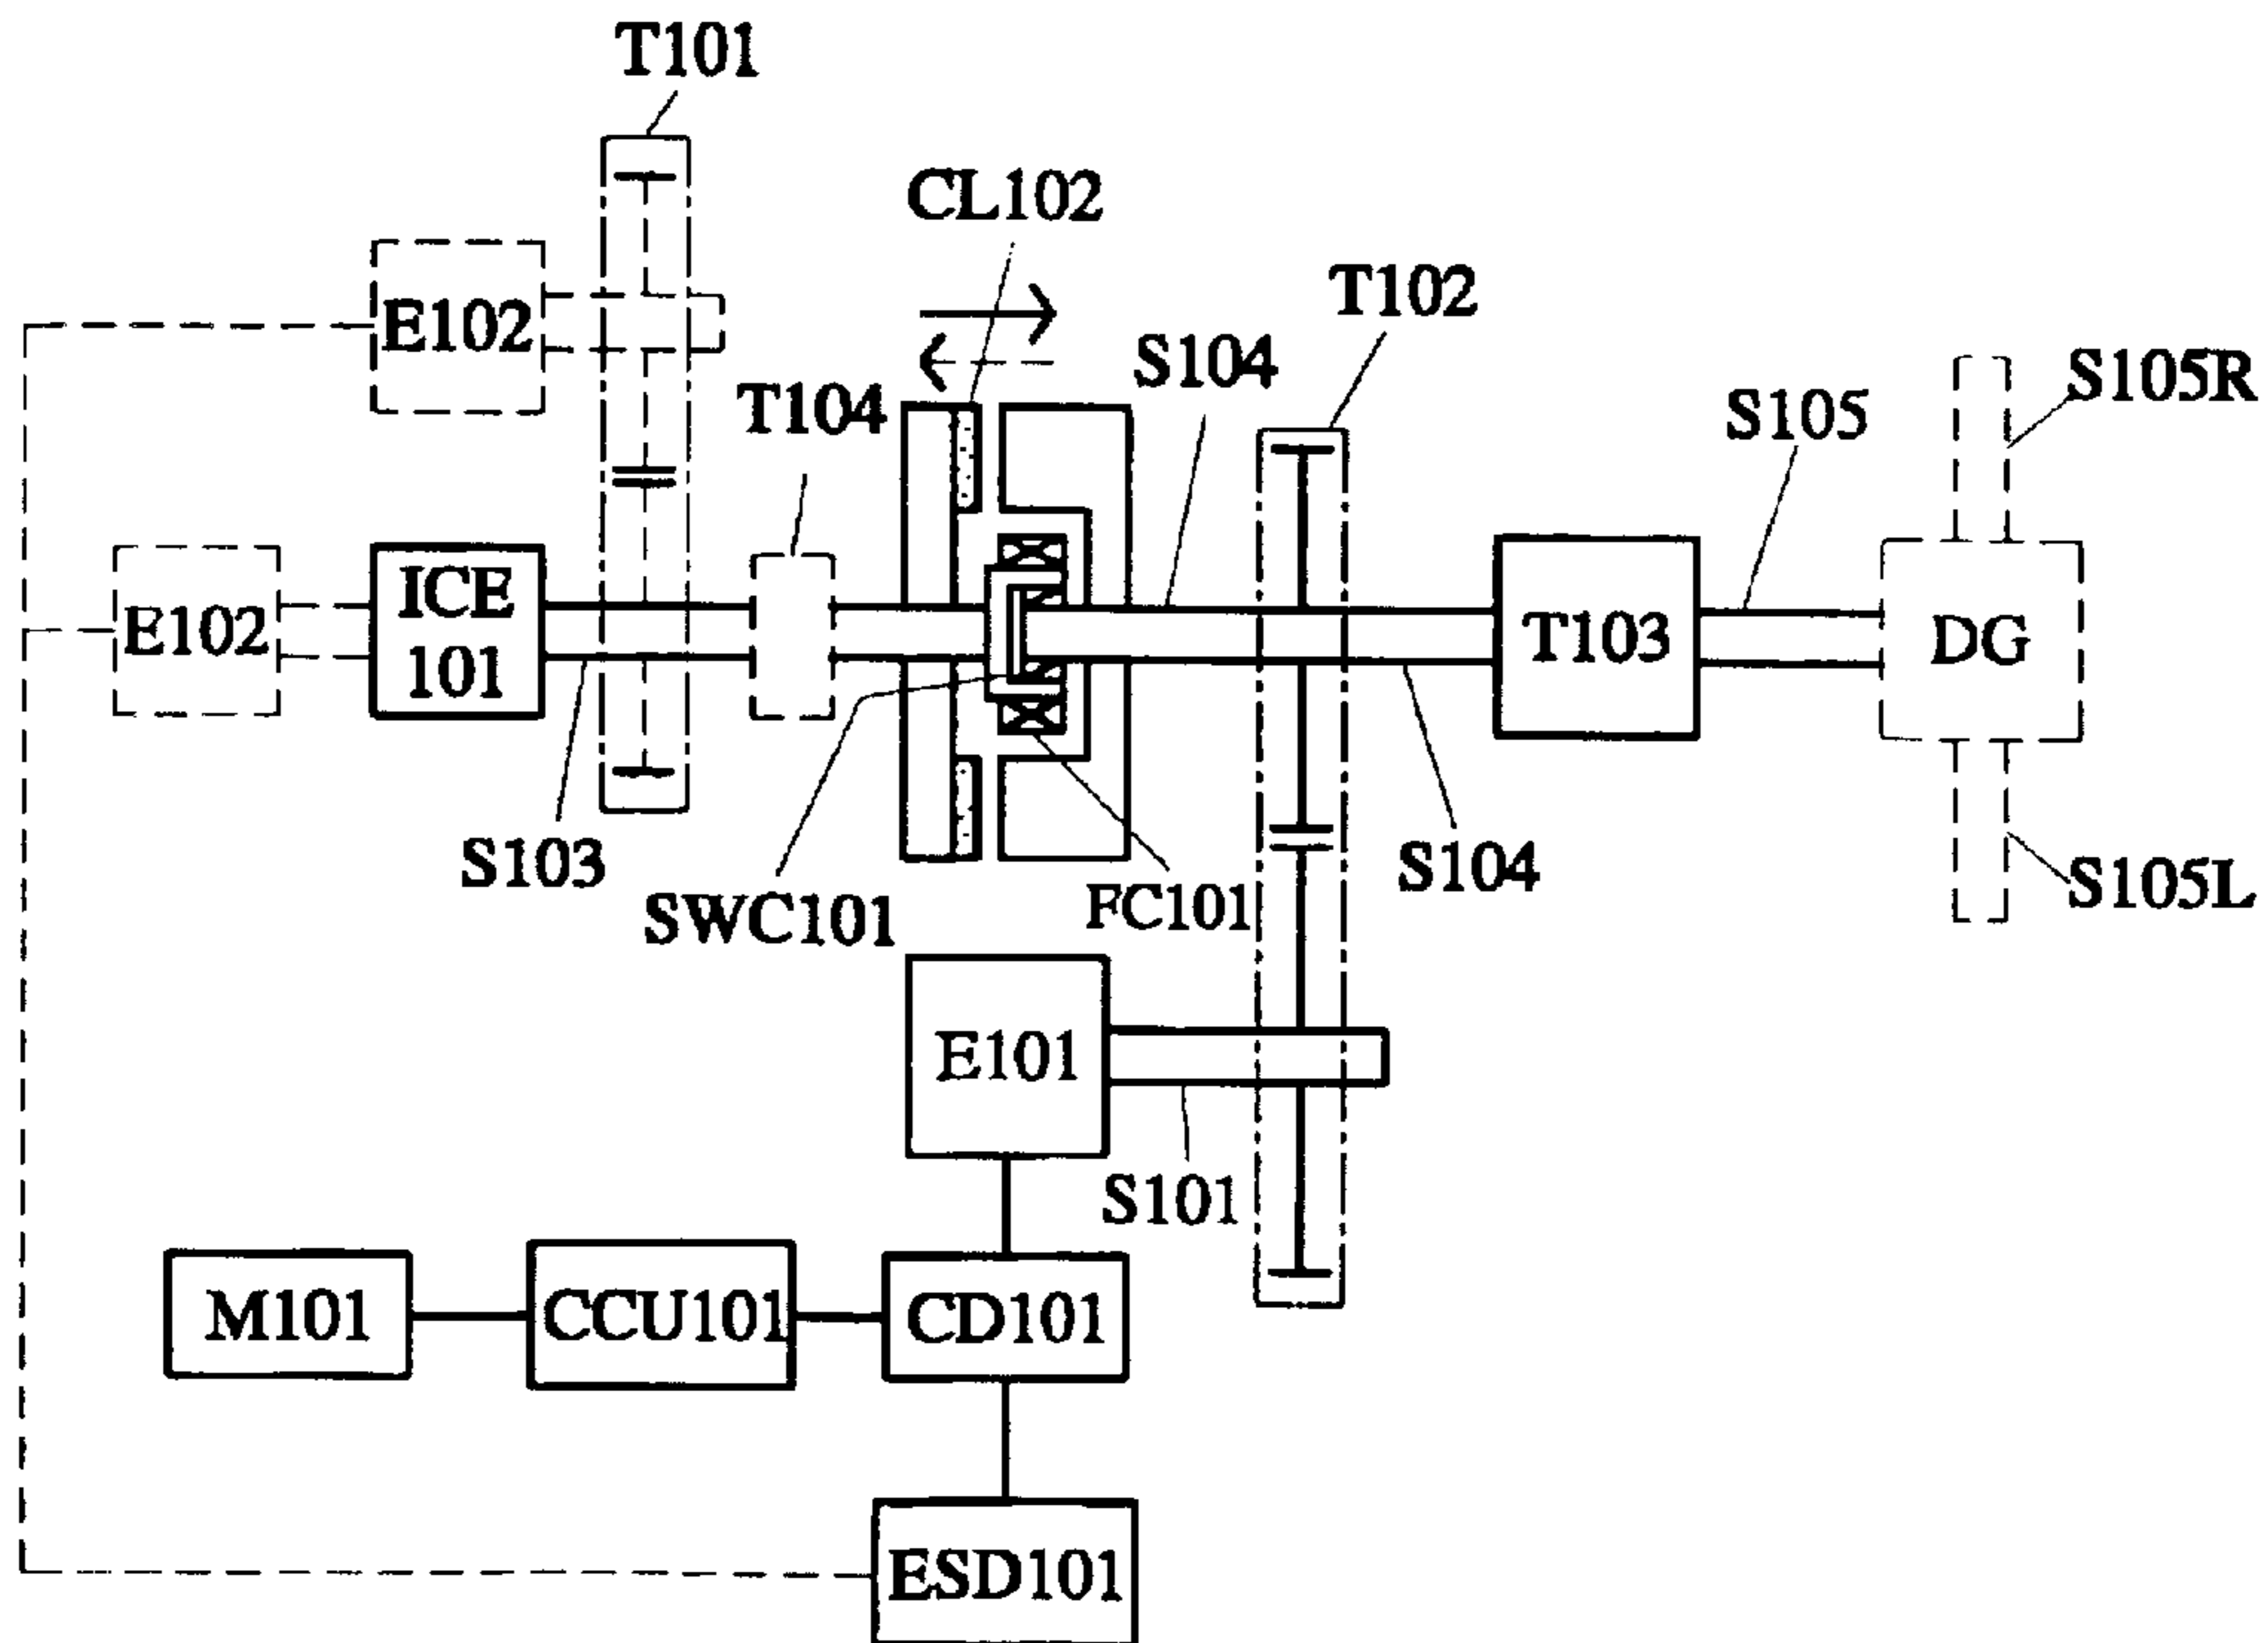 T101
CL102
E102
T102
T104
S104
S105R
S105
E102
ICE
101
T103
DG
S103
S104
S105L
SWC101
FC101
E101
S101
M101
CCU101
CD101
ESD101